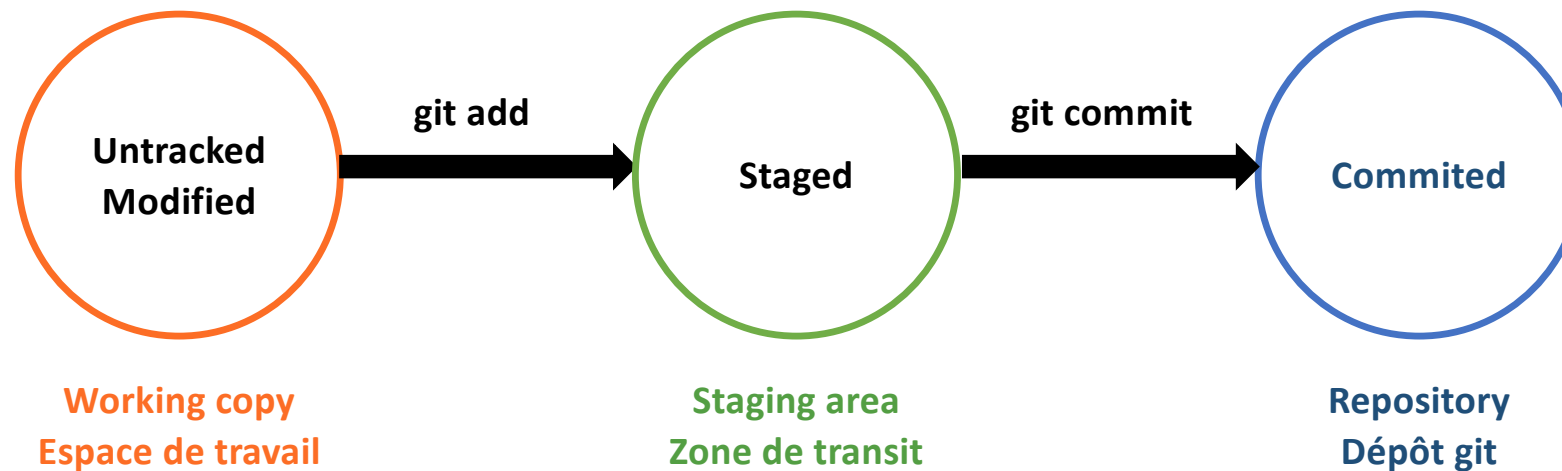 Untracked
Modified
git add
Staged
git commit
Commited
Working copy
Espace de travail
Staging area
Zone de transit
Repository
Dépôt git